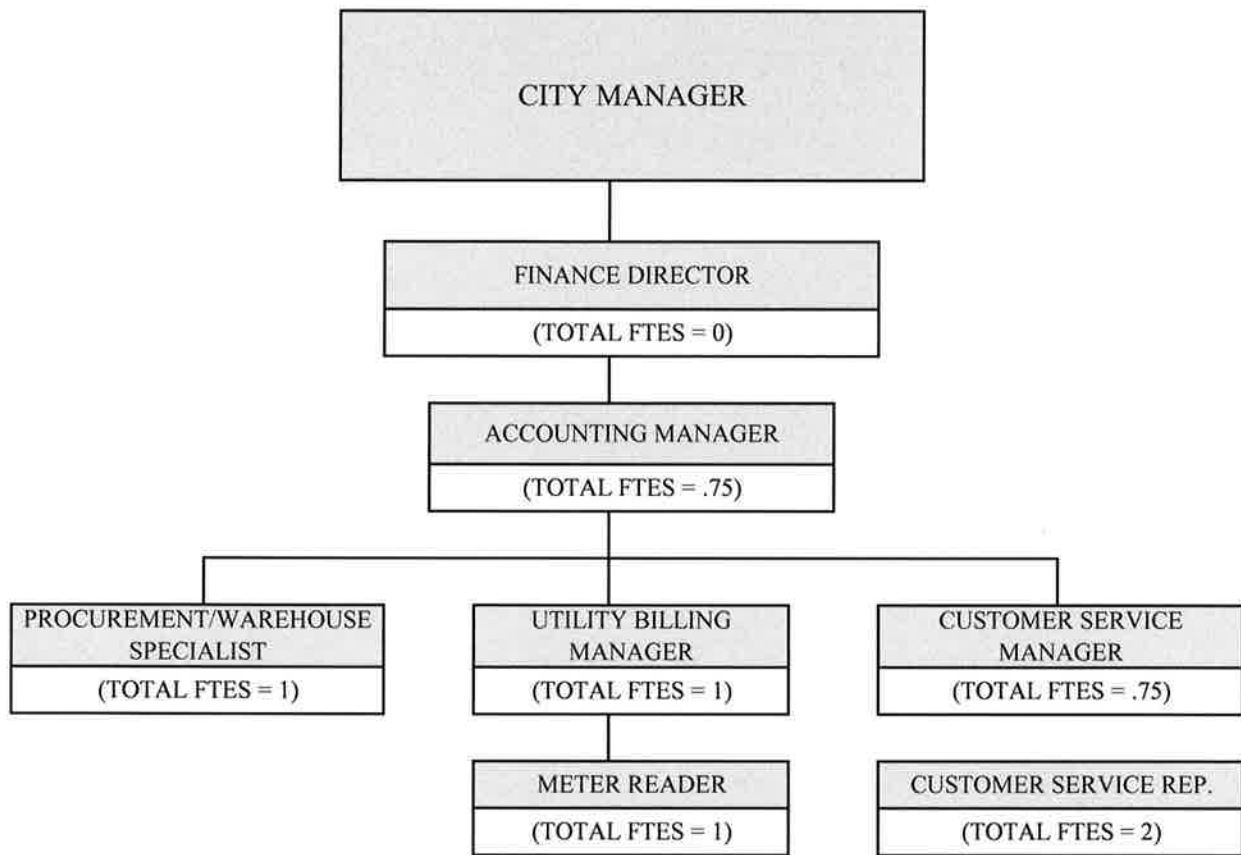 CITY MANAGER
FINANCE DIRECTOR
(TOTAL FTES = 0)
ACCOUNTING MANAGER
(TOTAL FTES = .75)
PROCUREMENT/WAREHOUSE
SPECIALIST
(TOTAL FTES = 1)
UTILITY BILLING
MANAGER
(TOTAL FTES = 1)
CUSTOMER SERVICE
MANAGER
(TOTAL FTES = .75)
METER READER
(TOTAL FTES = 1)
CUSTOMER SERVICE REP.
(TOTAL FTES = 2)